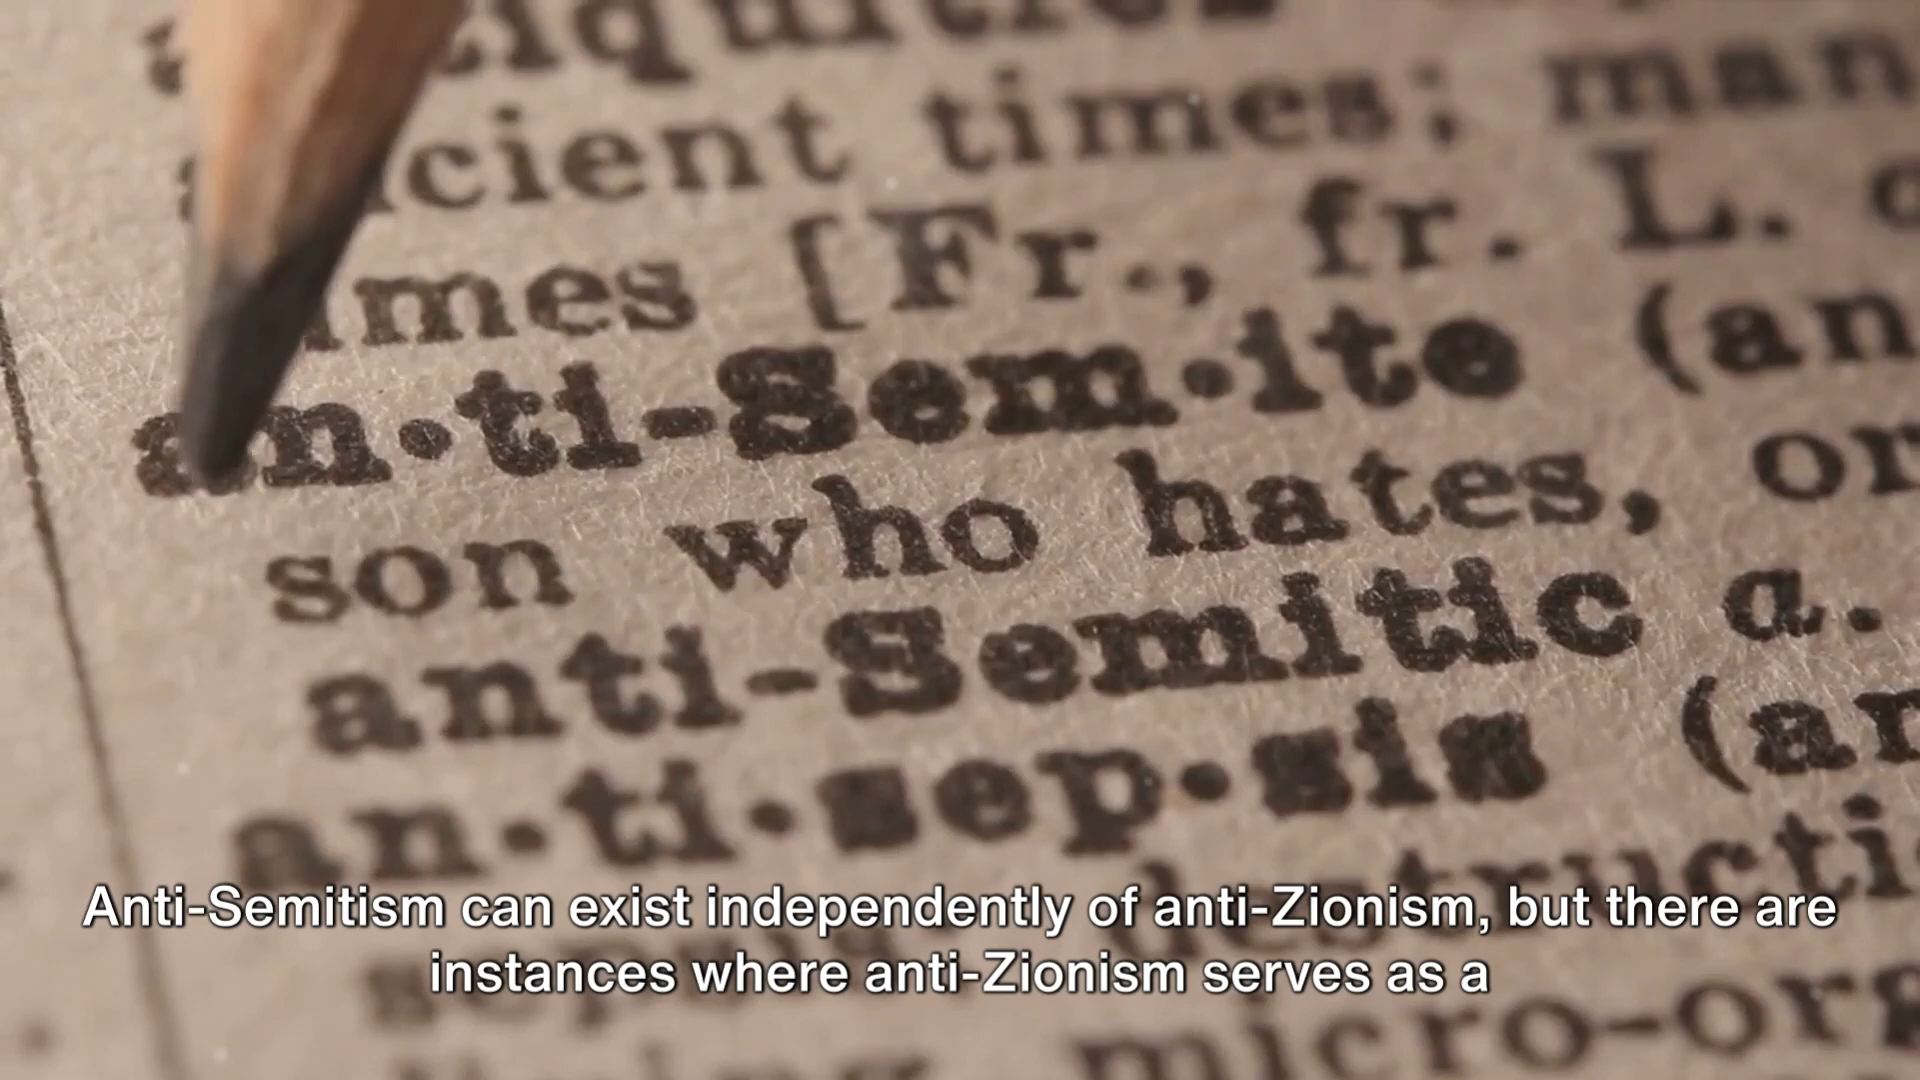 cient times; man
mes [Fr., fr. L.
an·ti-Sem·ite (an
son who hates, or
anti-Semitic a.
an·ti·sep·sis (an
destructi
micro-org
Anti-Semitism can exist independently of anti-Zionism, but there are
instances where anti-Zionism serves as a